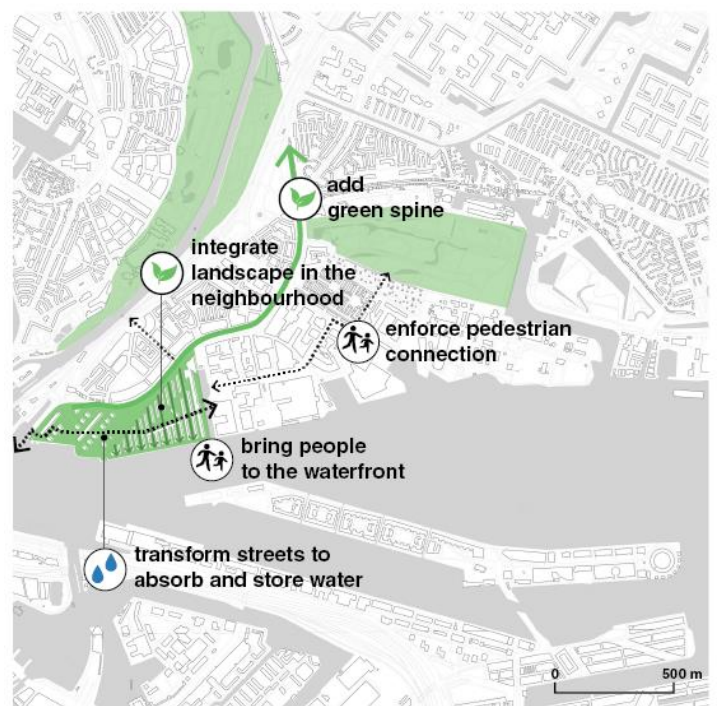 add
green spine
integrate
landscape in the
neighbourhood
enforce pedestrian
connection
bring people
to the waterfront
transform streets to
absorb and store water
0 500 m